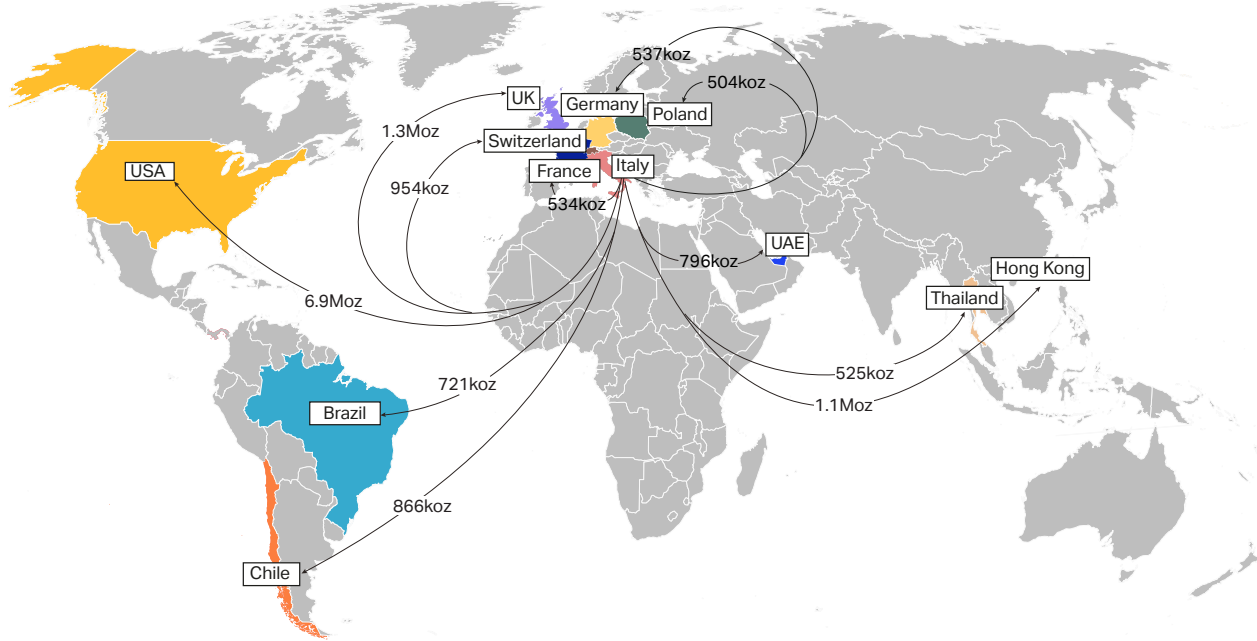 537koz
504koz
UK
Germany
Poland
1.3Moz
Switzerland
Italy
USA
France
954koz
534koz
UAE
796koz
Hong Kong
Thailand
6.9Moz
525koz
721koz
1.1Moz
Brazil
866koz
Chile